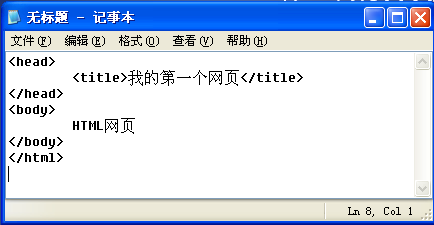 无标题 - 记事本
文件(F) 编辑(E) 格式(O) 查看(V) 帮助(H)
<head>
<title>我的第一个网页</title>
</head>
<body>
HTML网页
</body>
</html>
Ln 8, Col 1